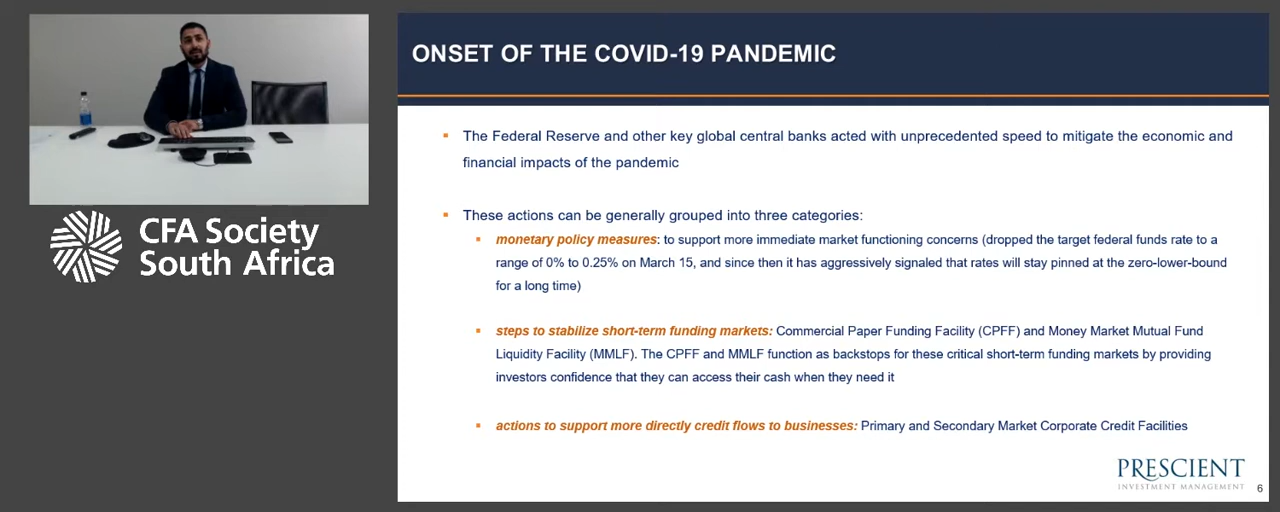 CFA Society
South Africa
ONSET OF THE COVID-19 PANDEMIC
The Federal Reserve and other key global central banks acted with unprecedented speed to mitigate the economic and
financial impacts of the pandemic
These actions can be generally grouped into three categories:
monetary policy measures: to support more immediate market functioning concerns (dropped the target federal funds rate to a
range of 0% to 0.25% on March 15, and since then it has aggressively signaled that rates will stay pinned at the zero-lower-bound
for a long time)
steps to stabilize short-term funding markets: Commercial Paper Funding Facility (CPFF) and Money Market Mutual Fund
Liquidity Facility (MMLF). The CPFF and MMLF function as backstops for these critical short-term funding markets by providing
investors confidence that they can access their cash when they need it
actions to support more directly credit flows to businesses: Primary and Secondary Market Corporate Credit Facilities
PRESCIENT
INVESTMENT MANAGEMENT
6